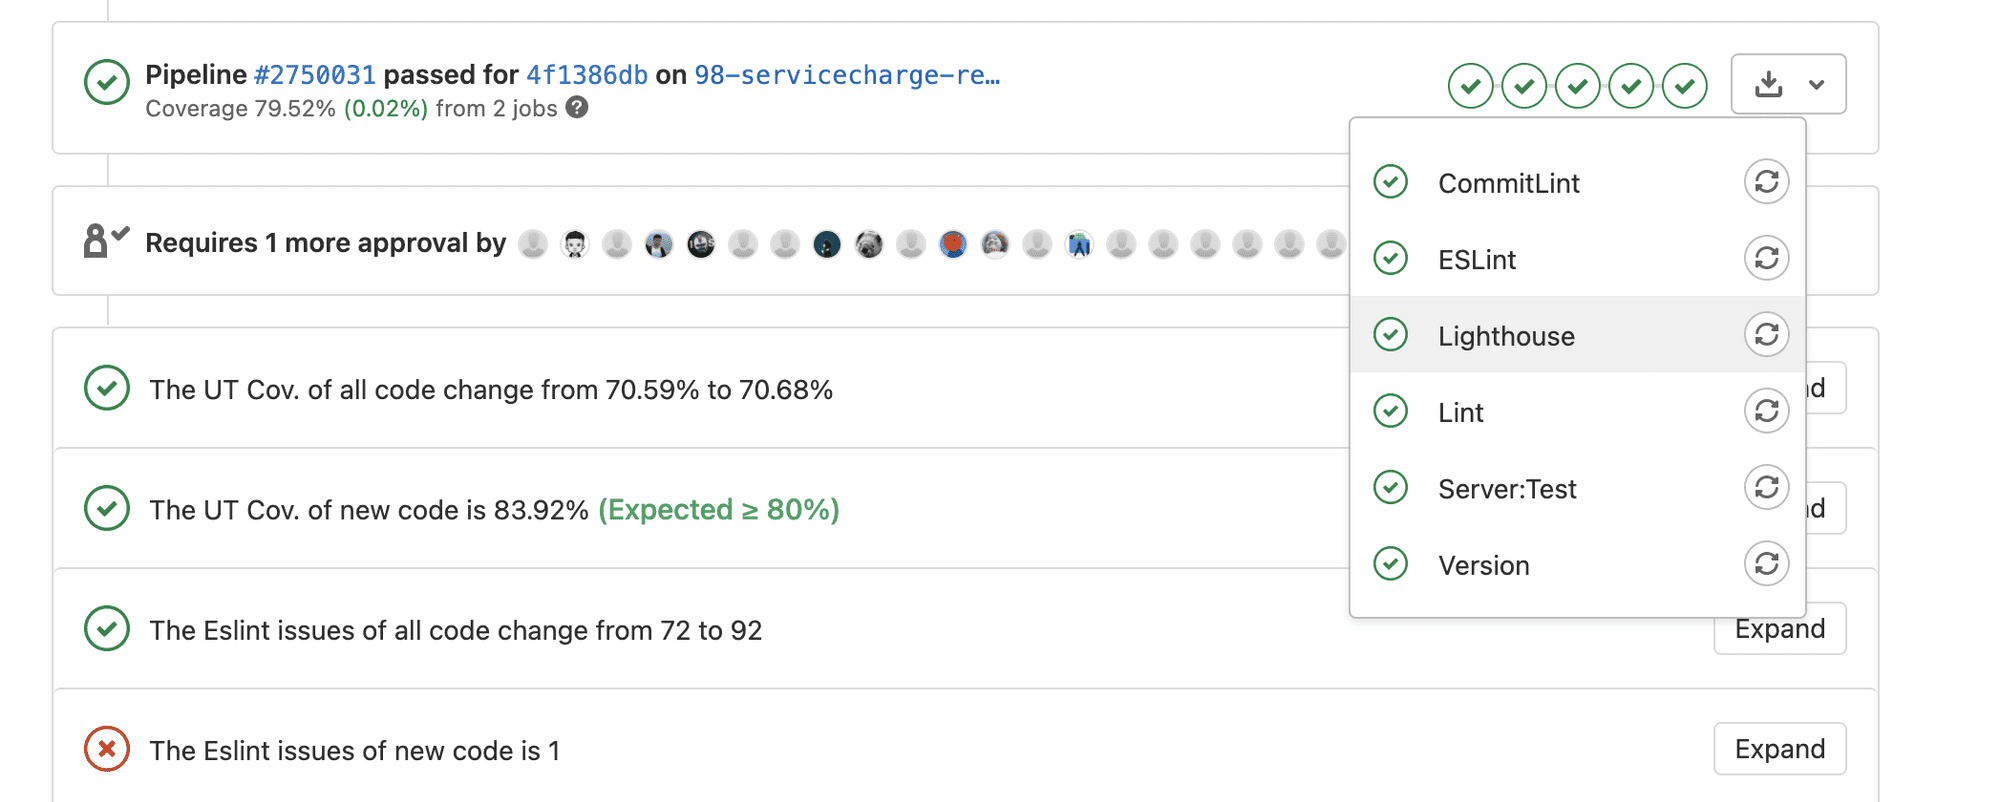 Pipeline #2750031 passed for 4f1386db on 98-servicecharge-re…
Coverage 79.52% (0.02%) from 2 jobs ?
Requires 1 more approval by
CommitLint
ESLint
Lighthouse
Lint
Server:Test
Version
The UT Cov. of all code change from 70.59% to 70.68%
The UT Cov. of new code is 83.92% (Expected ≥ 80%)
The Eslint issues of all code change from 72 to 92
Expand
The Eslint issues of new code is 1
Expand